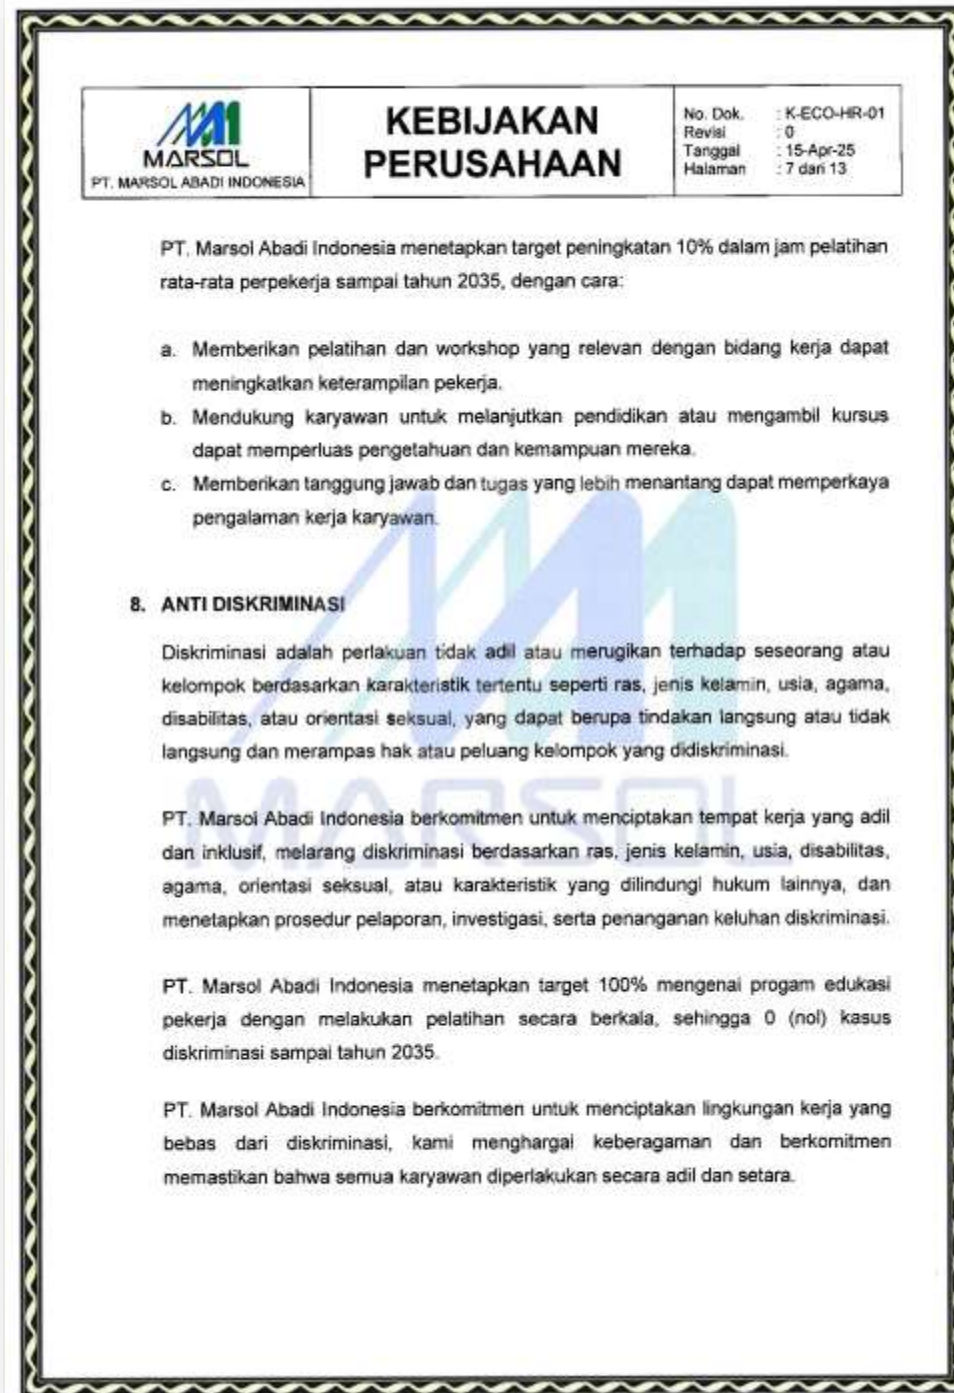 MARSOL
PT. MARSOL ABADI INDONESIA
KEBIJAKAN
PERUSAHAAN
No. Dok. : K-ECO-HR-01
Revisi : 0
Tanggal : 15-Apr-25
Halaman : 7 dari 13
PT. Marsol Abadi Indonesia menetapkan target peningkatan 10% dalam jam pelatihan
rata-rata perpekerja sampai tahun 2035, dengan cara:
a. Memberikan pelatihan dan workshop yang relevan dengan bidang kerja dapat
meningkatkan keterampilan pekerja.
b. Mendukung karyawan untuk melanjutkan pendidikan atau mengambil kursus
dapat memperluas pengetahuan dan kemampuan mereka.
c. Memberikan tanggung jawab dan tugas yang lebih menantang dapat memperkaya
pengalaman kerja karyawan.
8. ANTI DISKRIMINASI
Diskriminasi adalah perlakuan tidak adil atau merugikan terhadap seseorang atau
kelompok berdasarkan karakteristik tertentu seperti ras, jenis kelamin, usia, agama,
disabilitas, atau orientasi seksual, yang dapat berupa tindakan langsung atau tidak
langsung dan merampas hak atau peluang kelompok yang didiskriminasi.
MARSOL
PT. Marsol Abadi Indonesia berkomitmen untuk menciptakan tempat kerja yang adil
dan inklusif, melarang diskriminasi berdasarkan ras, jenis kelamin, usia, disabilitas,
agama, orientasi seksual, atau karakteristik yang dilindungi hukum lainnya, dan
menetapkan prosedur pelaporan, investigasi, serta penanganan keluhan diskriminasi.
PT. Marsol Abadi Indonesia menetapkan target 100% mengenai progam edukasi
pekerja dengan melakukan pelatihan secara berkala, sehingga 0 (nol) kasus
diskriminasi sampai tahun 2035.
PT. Marsol Abadi Indonesia berkomitmen untuk menciptakan lingkungan kerja yang
bebas dari diskriminasi, kami menghargai keberagaman dan berkomitmen
memastikan bahwa semua karyawan diperlakukan secara adil dan setara.